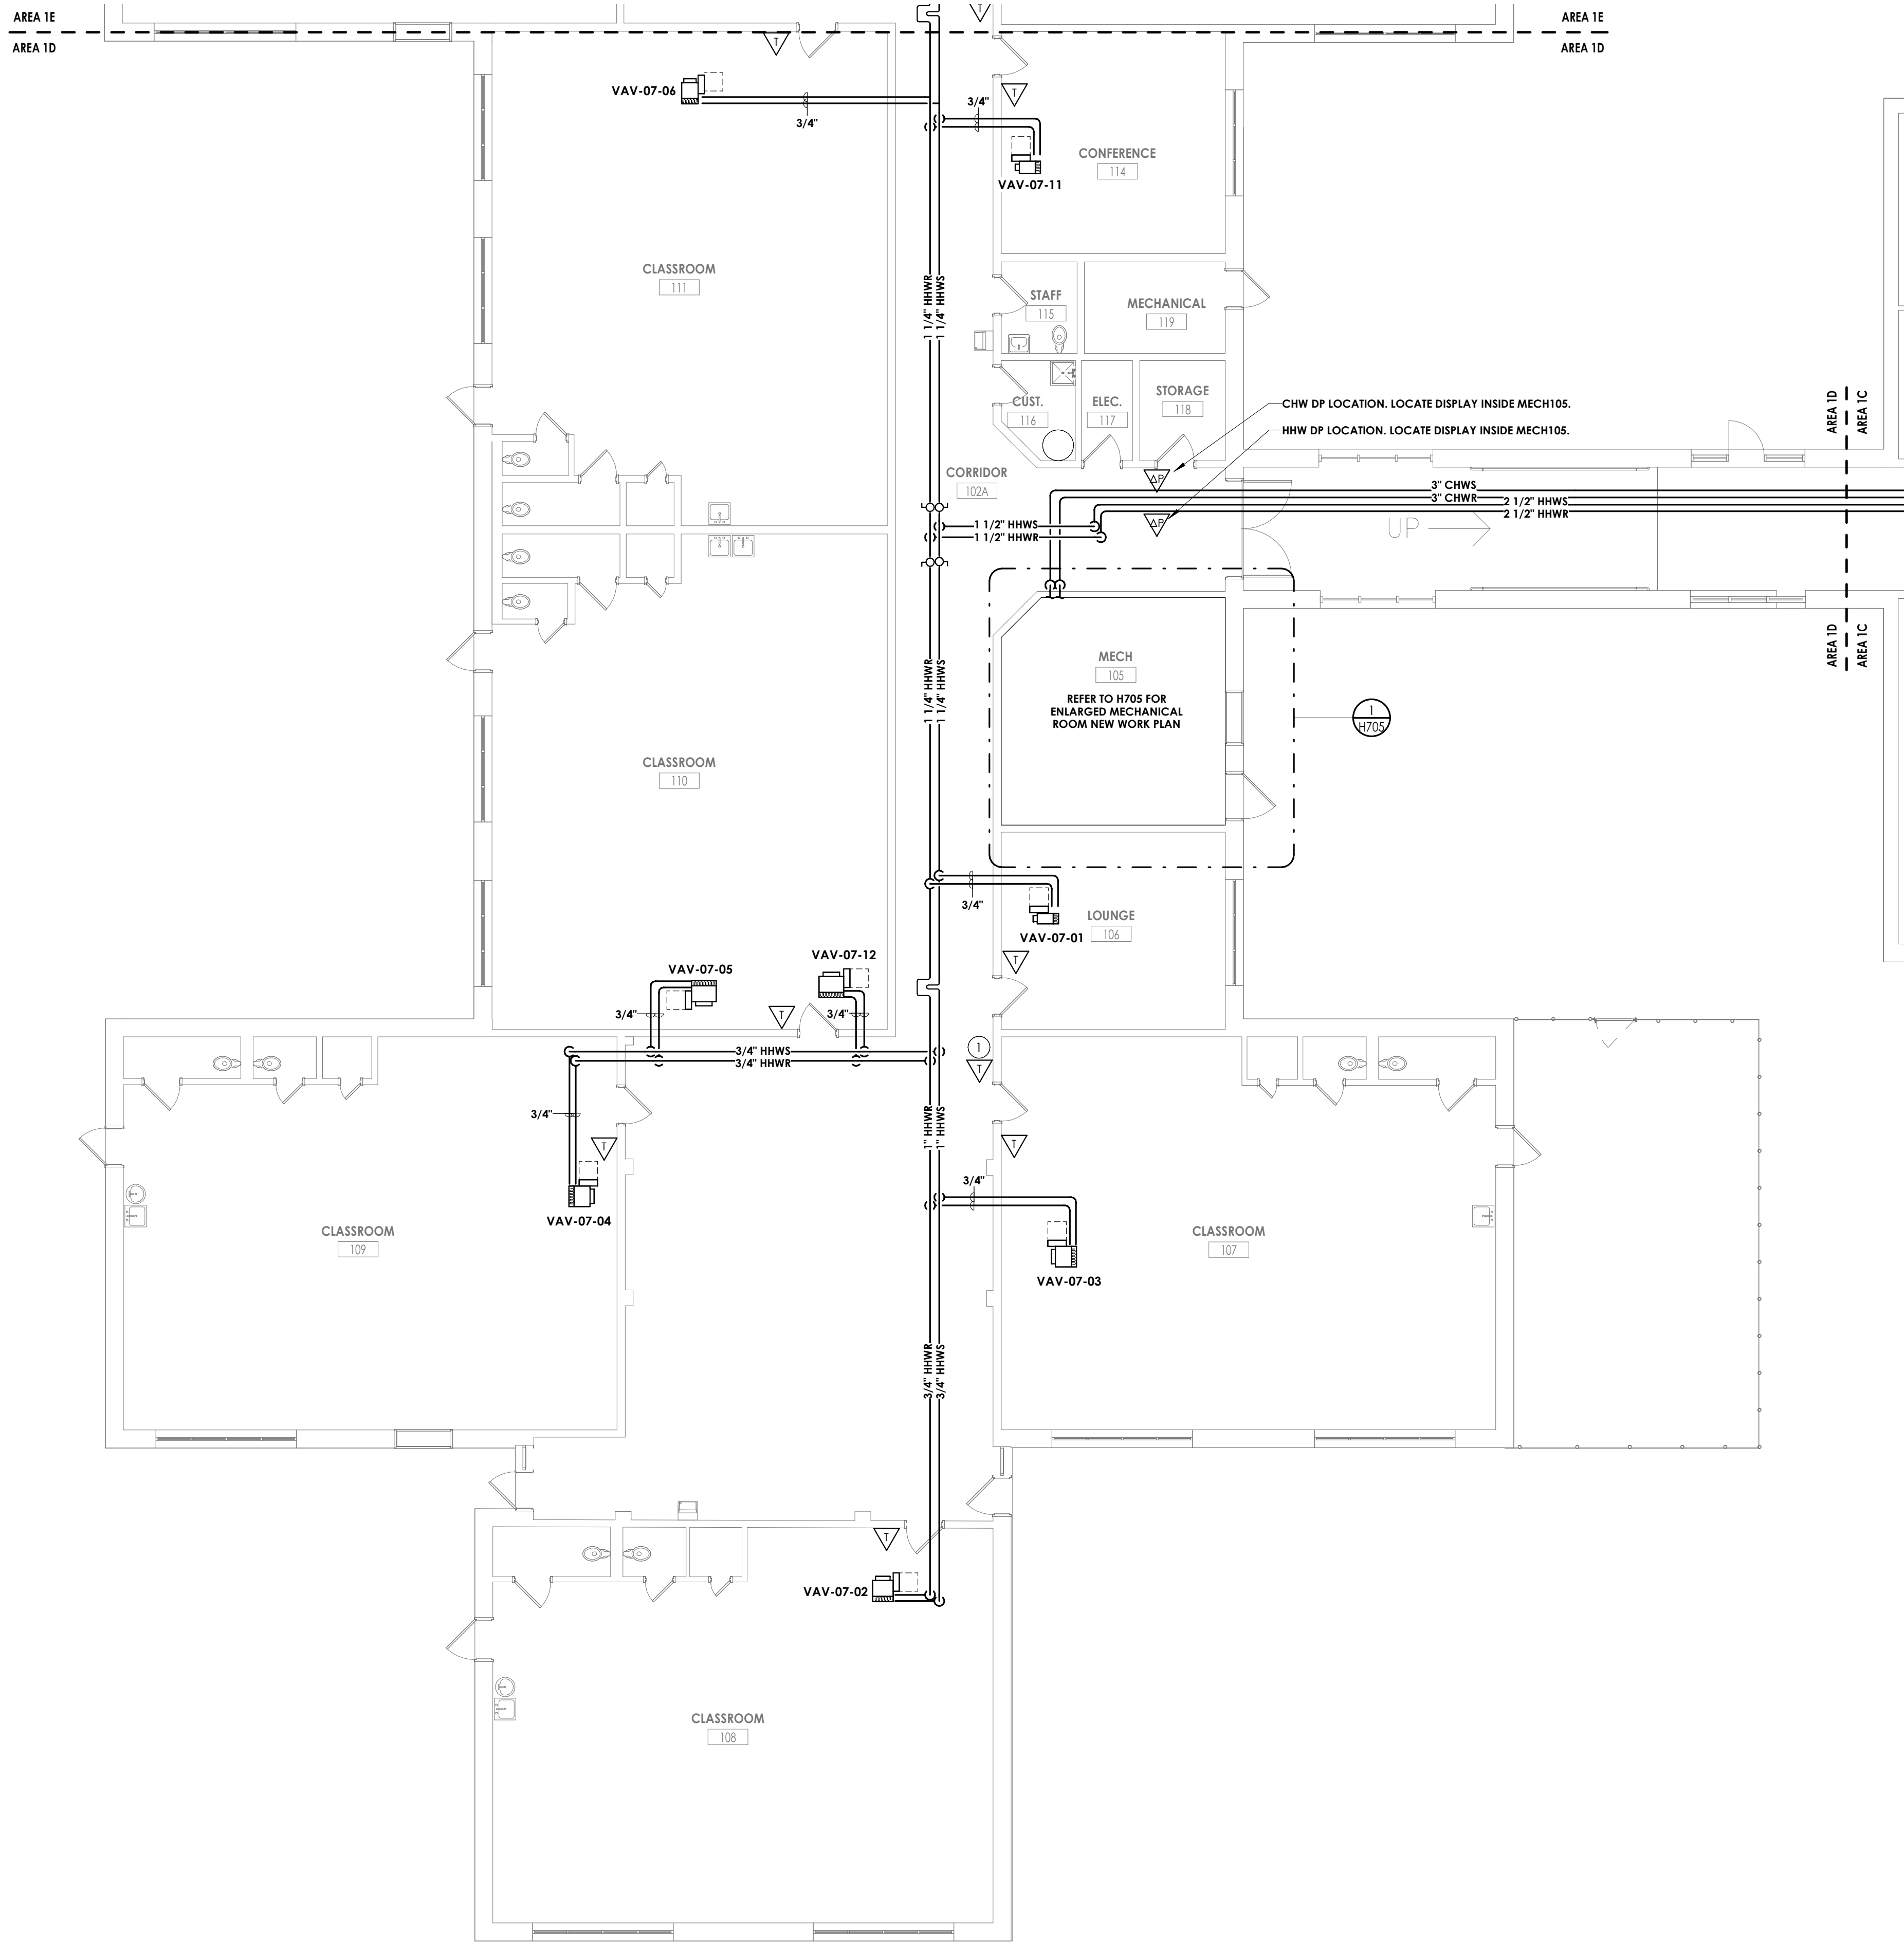 AREA 1E
AREA 1E
AREA 1D
AREA 1D
T
T
VAV-07-06
3/4"
T
3/4"
CONFERENCE
114
VAV-07-11
CLASSROOM
111
1 1/4" HHWR
1 1/4" HHWS
STAFF
115
MECHANICAL
119
CUST.
116
ELEC.
117
STORAGE
118
CHW DP LOCATION. LOCATE DISPLAY INSIDE MECH105.
HHW DP LOCATION. LOCATE DISPLAY INSIDE MECH105.
AREA 1D
AREA 1C
CORRIDOR
102A
ΔP
3" CHWS
3" CHWR
2 1/2" HHWS
2 1/2" HHWR
1 1/2" HHWS
1 1/2" HHWR
ΔP
UP
AREA 1D
AREA 1C
1 1/4" HHWR
1 1/4" HHWS
MECH
105
REFER TO H705 FOR
ENLARGED MECHANICAL
ROOM NEW WORK PLAN
1
H705
CLASSROOM
110
3/4"
LOUNGE
106
VAV-07-01
T
VAV-07-05
VAV-07-12
3/4"
T
3/4"
3/4" HHWS
3/4" HHWR
1
T
3/4"
T
1" HHWR
1" HHWS
T
3/4"
VAV-07-04
CLASSROOM
109
CLASSROOM
107
VAV-07-03
3/4" HHWR
3/4" HHWS
T
VAV-07-02
CLASSROOM
108